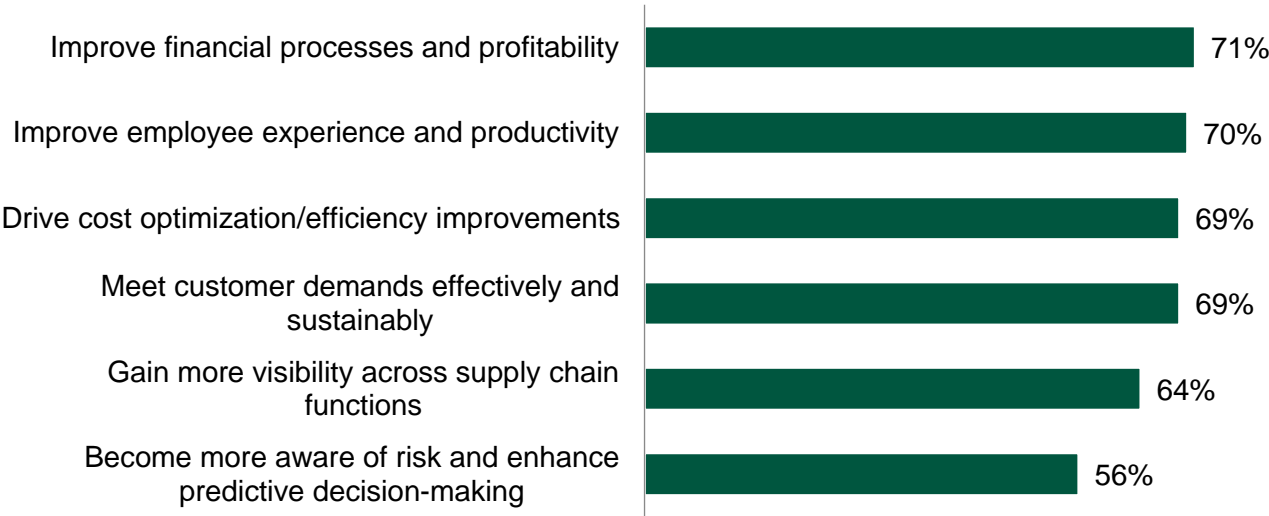 Improve financial processes and profitability
71%
Improve employee experience and productivity
70%
Drive cost optimization/efficiency improvements
69%
Meet customer demands effectively and
sustainably
69%
Gain more visibility across supply chain
functions
64%
Become more aware of risk and enhance
predictive decision-making
56%